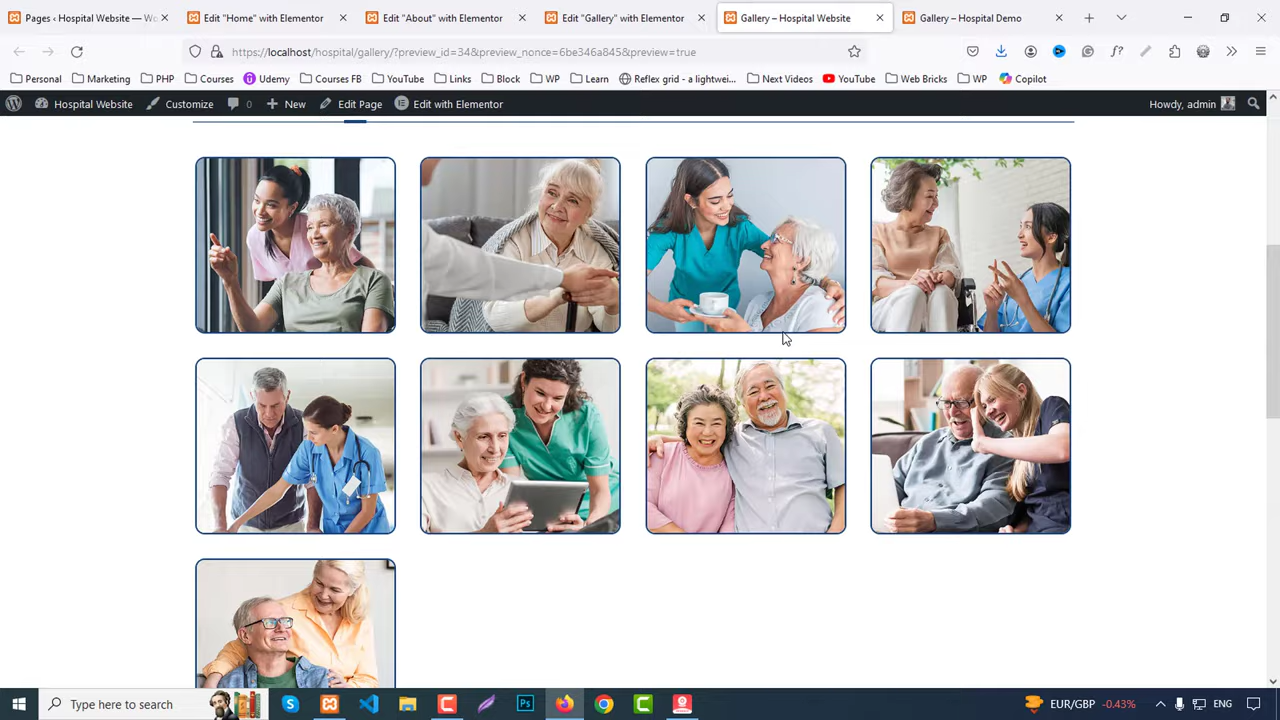 Pages ‹ Hospital Website — Wo
Edit "Home" with Elementor
Edit "About" with Elementor
Edit "Gallery" with Elementor
Gallery – Hospital Website
Gallery – Hospital Demo
https://localhost/hospital/gallery/?preview_id=34&preview_nonce=6be346a845&preview=true
Personal
Marketing
PHP
Courses
Udemy
Courses FB
YouTube
Links
Block
WP
Learn
Reflex grid - a lightwei…
Next Videos
YouTube
Web Bricks
WP
Copilot
Hospital Website
Customize
0
New
Edit Page
Edit with Elementor
Howdy, admin
Type here to search
EUR/GBP -0.43%
ENG